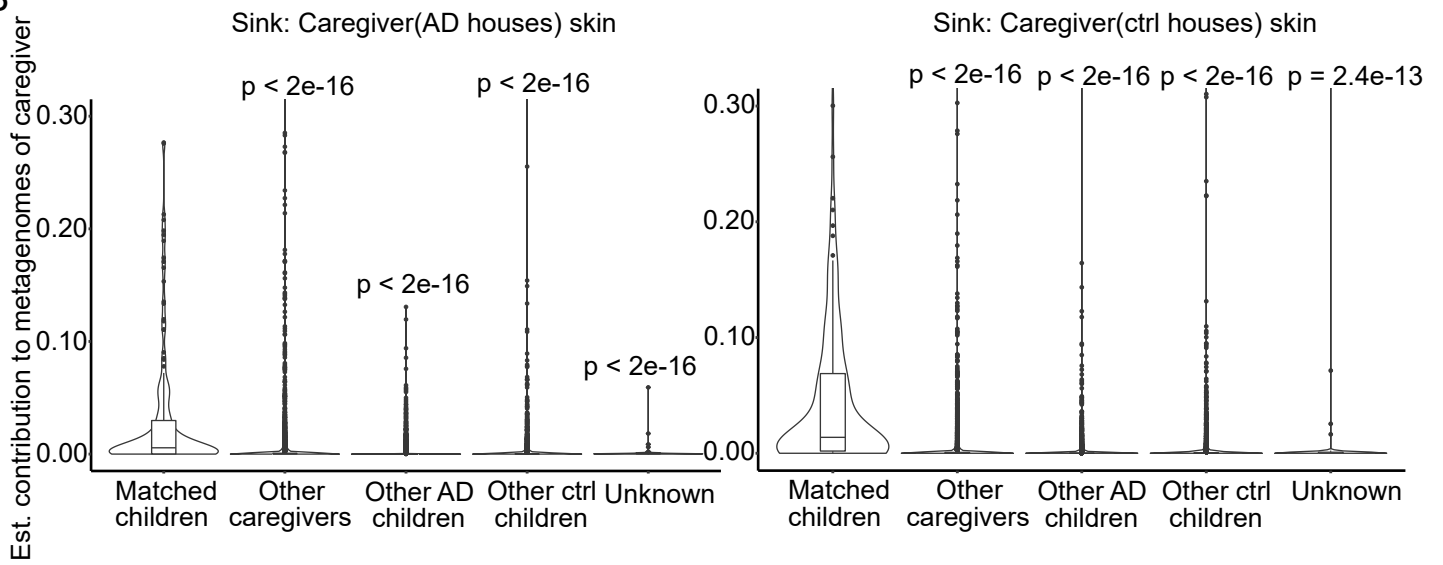 Est. contribution to metagenomes of caregiver
Sink: Caregiver(AD houses) skin
p < 2e-16
p < 2e-16
p < 2e-16
p < 2e-16
0.30
0.20
0.10
0.00
Matched children
Other caregivers
Other AD children
Other ctrl children
Unknown
Sink: Caregiver(ctrl houses) skin
p < 2e-16
p < 2e-16
p < 2e-16
p = 2.4e-13
0.30
0.20
0.10
0.00
Matched children
Other caregivers
Other AD children
Other ctrl children
Unknown